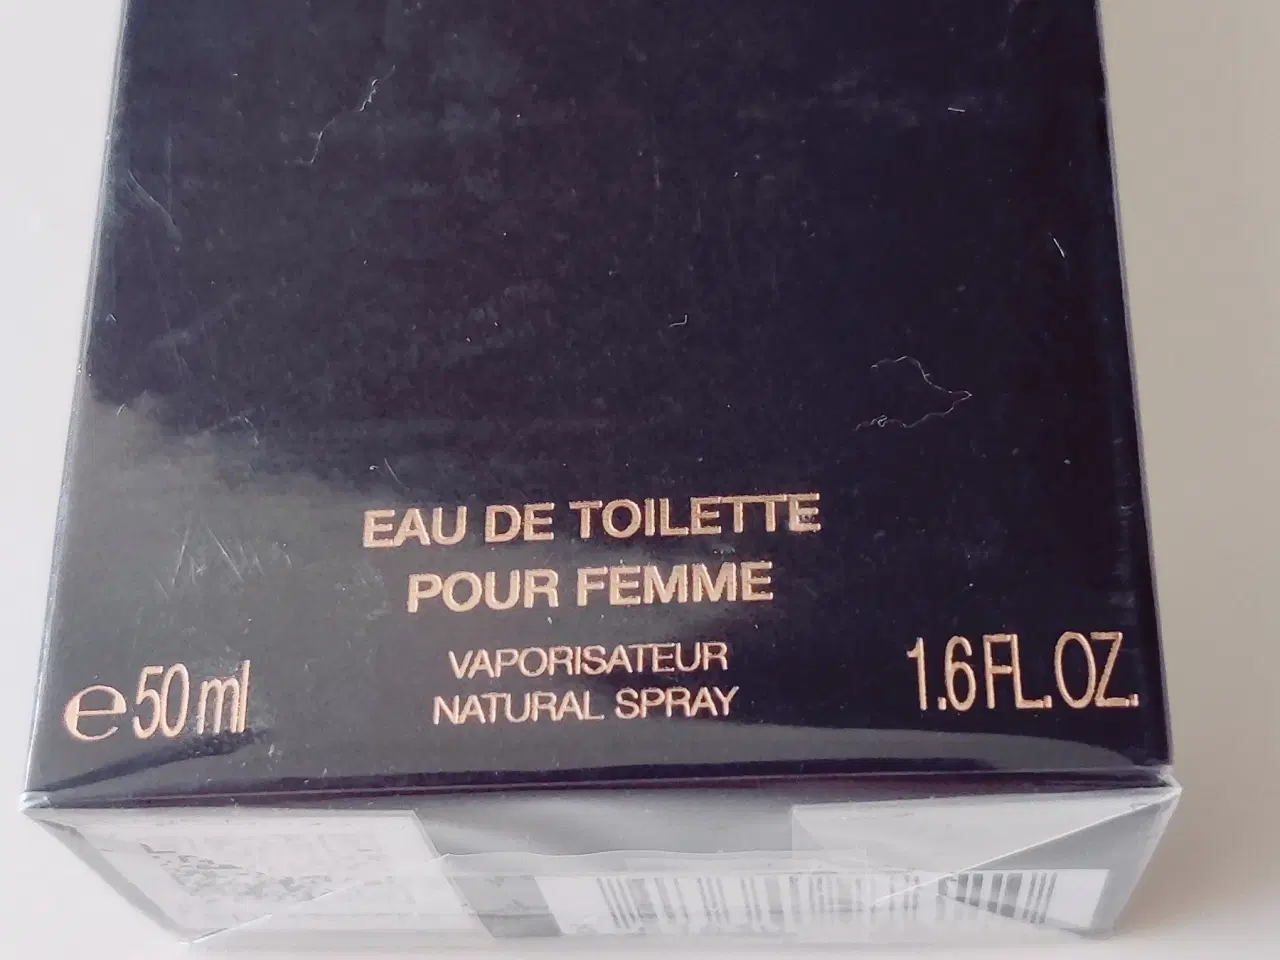 EAU DE TOILETTE
POUR FEMME
VAPORISATEUR
NATURAL SPRAY
℮50 ml
1.6 FL. OZ.